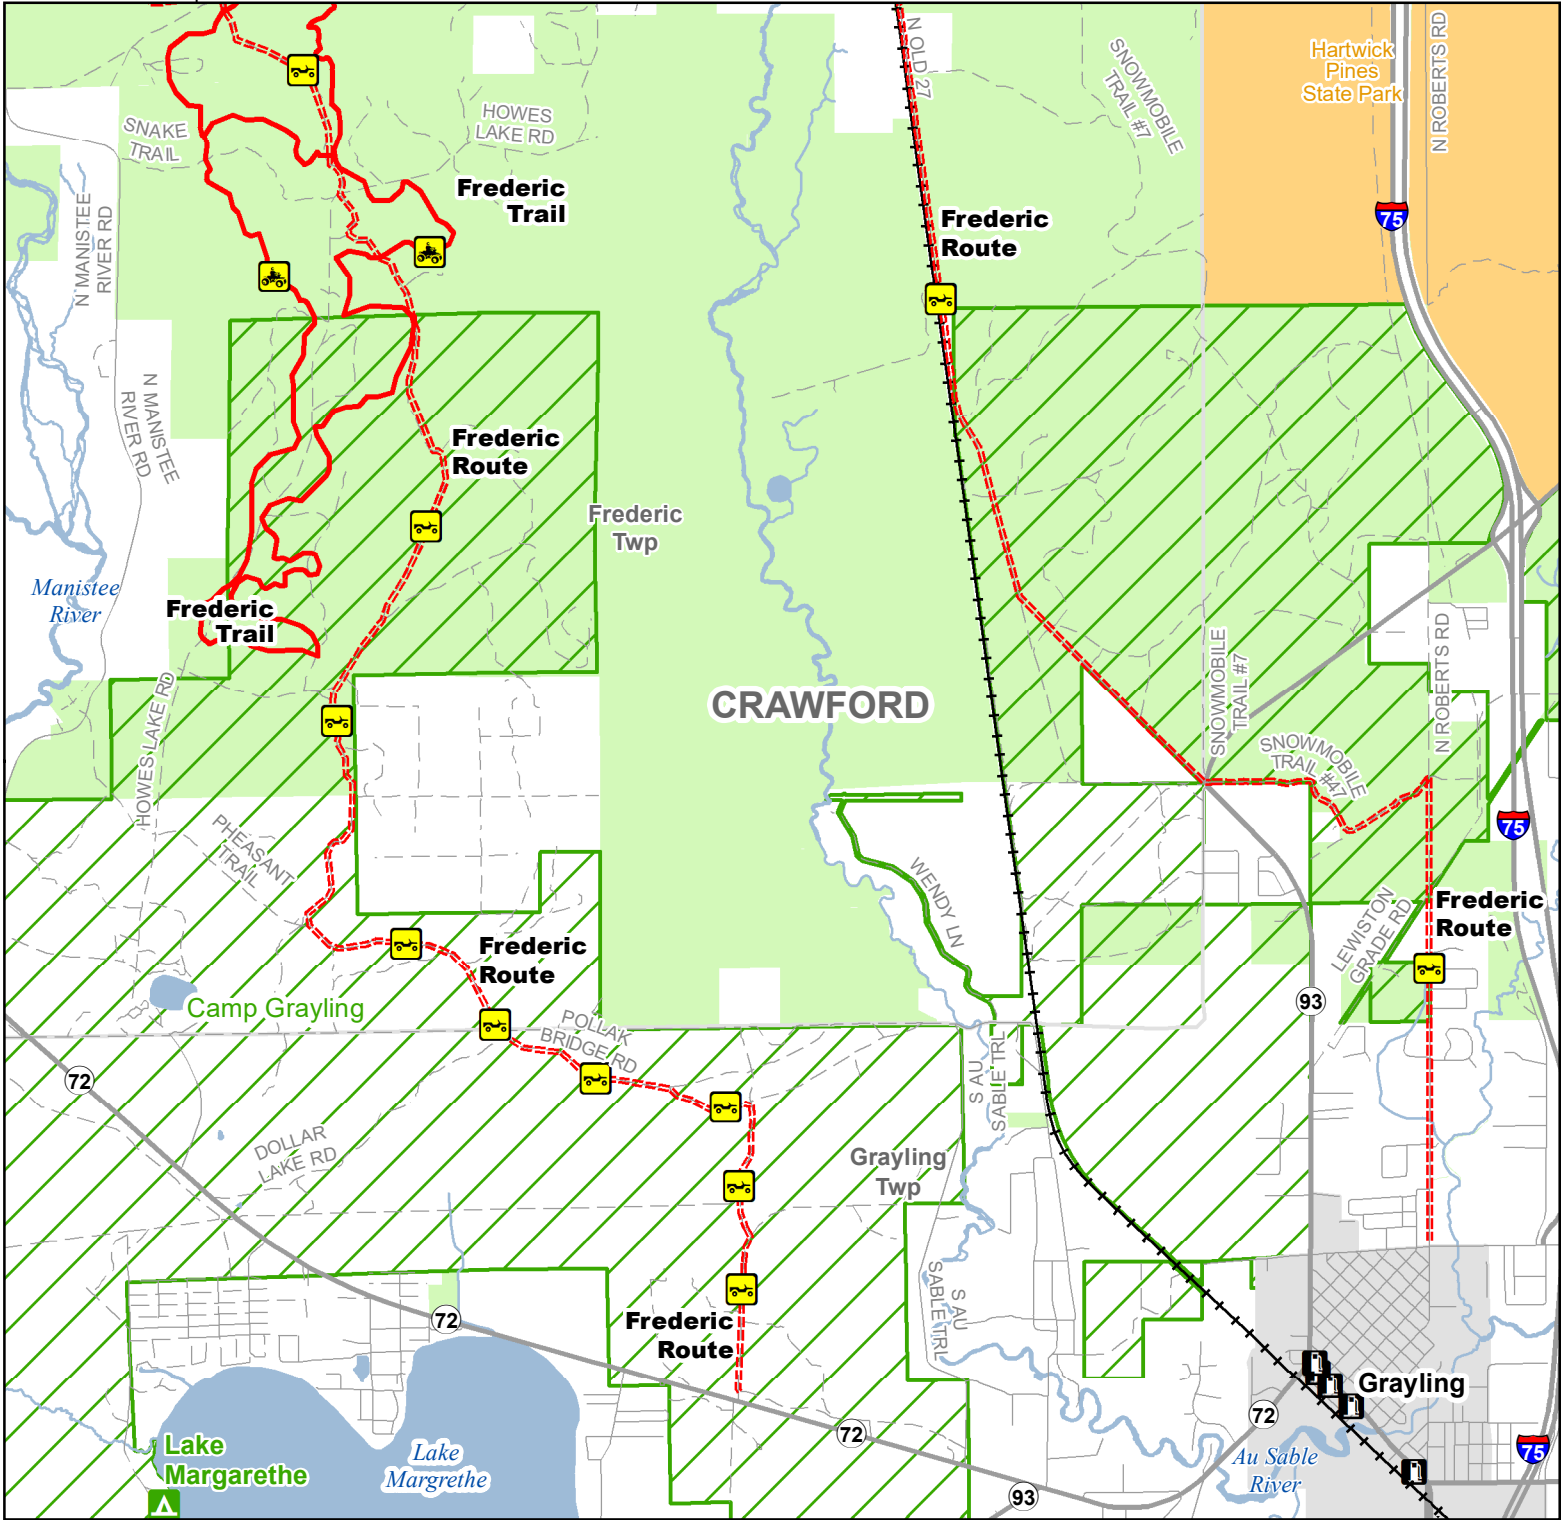 N OLD 27
SNOWMOBILE
TRAIL #7
Hartwick
Pines
State Park
N ROBERTS RD
SNAKE
TRAIL
HOWES
LAKE RD
Frederic
Trail
N MANISTEE
RIVER RD
Frederic
Route
75
N MANISTEE
RIVER RD
Frederic
Route
Frederic
Twp
Manistee
River
Frederic
Trail
HOWES LAKE RD
CRAWFORD
SNOWMOBILE
TRAIL #7
N ROBERTS RD
SNOWMOBILE
TRAIL #47
75
PHEASANT
TRAIL
WENDY LN
LEWISTON
GRADE RD
Frederic
Route
Frederic
Route
93
Camp Grayling
POLLAK
BRIDGE RD
S AU
SABLE TRL
72
DOLLAR
LAKE RD
Grayling
Twp
S AU
SABLE TRL
72
Frederic
Route
Grayling
72
72
Lake
Margarethe
Lake
Margrethe
Au Sable
River
75
93